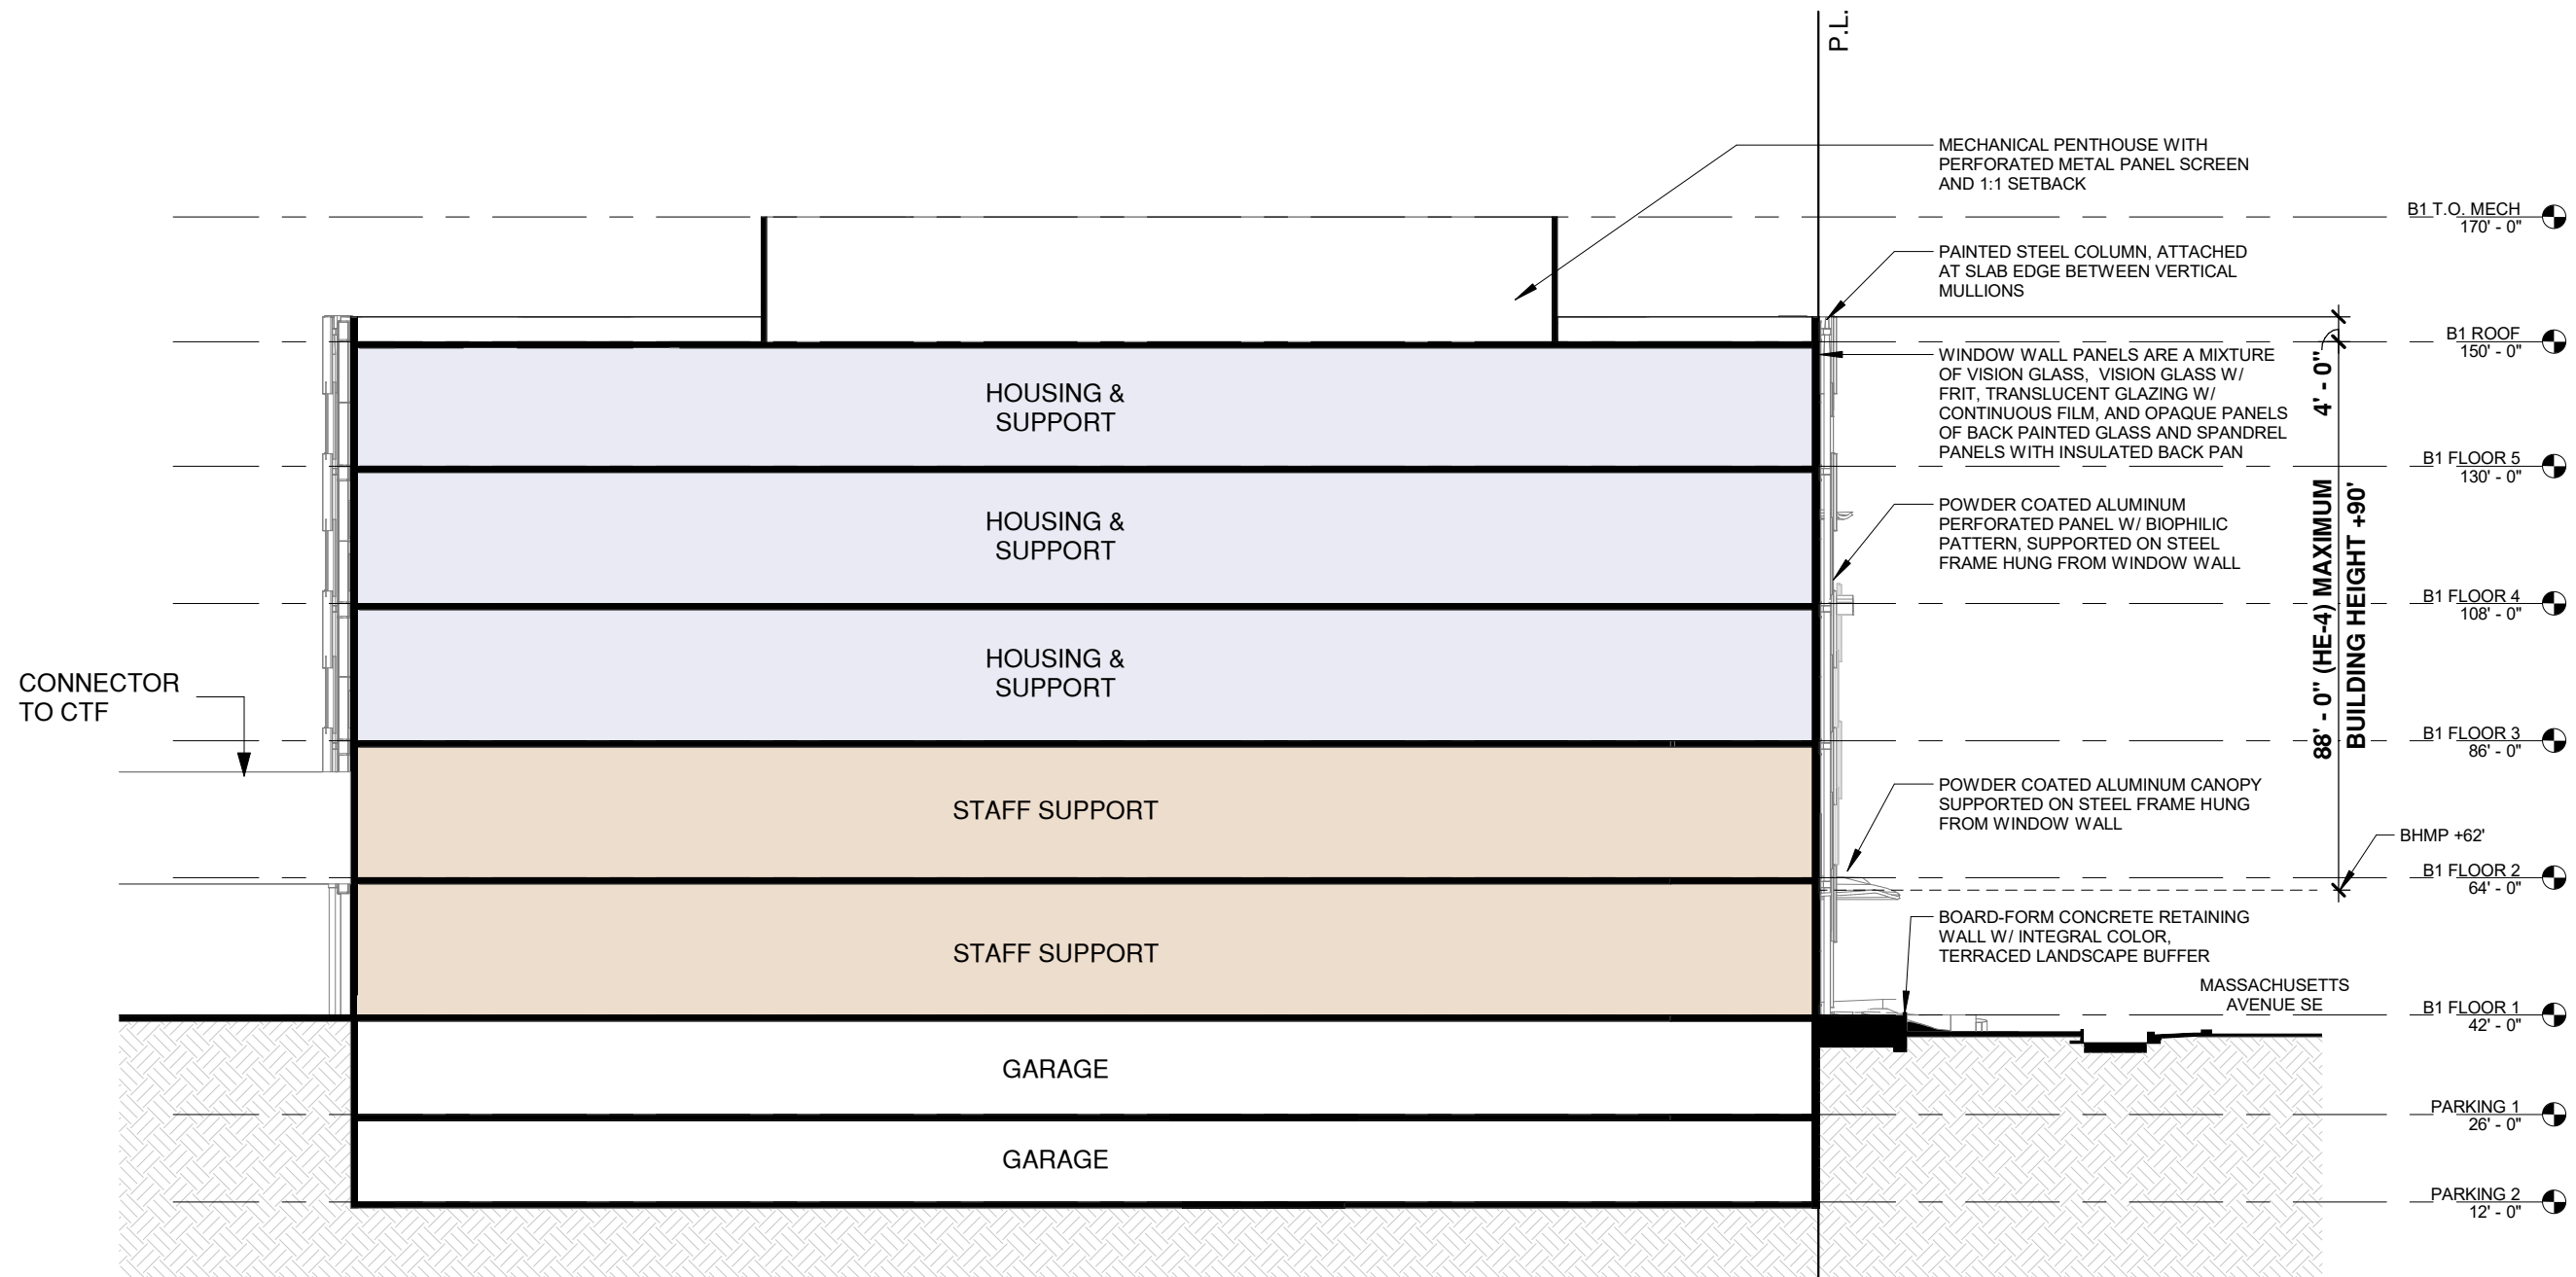 P.L.
MECHANICAL PENTHOUSE WITH
PERFORATED METAL PANEL SCREEN
AND 1:1 SETBACK
B1 T.O. MECH
170' - 0"
PAINTED STEEL COLUMN, ATTACHED
AT SLAB EDGE BETWEEN VERTICAL
MULLIONS
B1 ROOF
150' - 0"
WINDOW WALL PANELS ARE A MIXTURE
OF VISION GLASS, VISION GLASS W/
FRIT, TRANSLUCENT GLAZING W/
CONTINUOUS FILM, AND OPAQUE PANELS
OF BACK PAINTED GLASS AND SPANDREL
PANELS WITH INSULATED BACK PAN
4' - 0"
HOUSING &
SUPPORT
B1 FLOOR 5
130' - 0"
HOUSING &
SUPPORT
POWDER COATED ALUMINUM
PERFORATED PANEL W/ BIOPHILIC
PATTERN, SUPPORTED ON STEEL
FRAME HUNG FROM WINDOW WALL
88' - 0" (HE-4) MAXIMUM
BUILDING HEIGHT +90'
B1 FLOOR 4
108' - 0"
HOUSING &
SUPPORT
CONNECTOR
TO CTF
B1 FLOOR 3
86' - 0"
STAFF SUPPORT
POWDER COATED ALUMINUM CANOPY
SUPPORTED ON STEEL FRAME HUNG
FROM WINDOW WALL
BHMP +62'
B1 FLOOR 2
64' - 0"
STAFF SUPPORT
BOARD-FORM CONCRETE RETAINING
WALL W/ INTEGRAL COLOR,
TERRACED LANDSCAPE BUFFER
MASSACHUSETTS
AVENUE SE
B1 FLOOR 1
42' - 0"
GARAGE
PARKING 1
26' - 0"
GARAGE
PARKING 2
12' - 0"